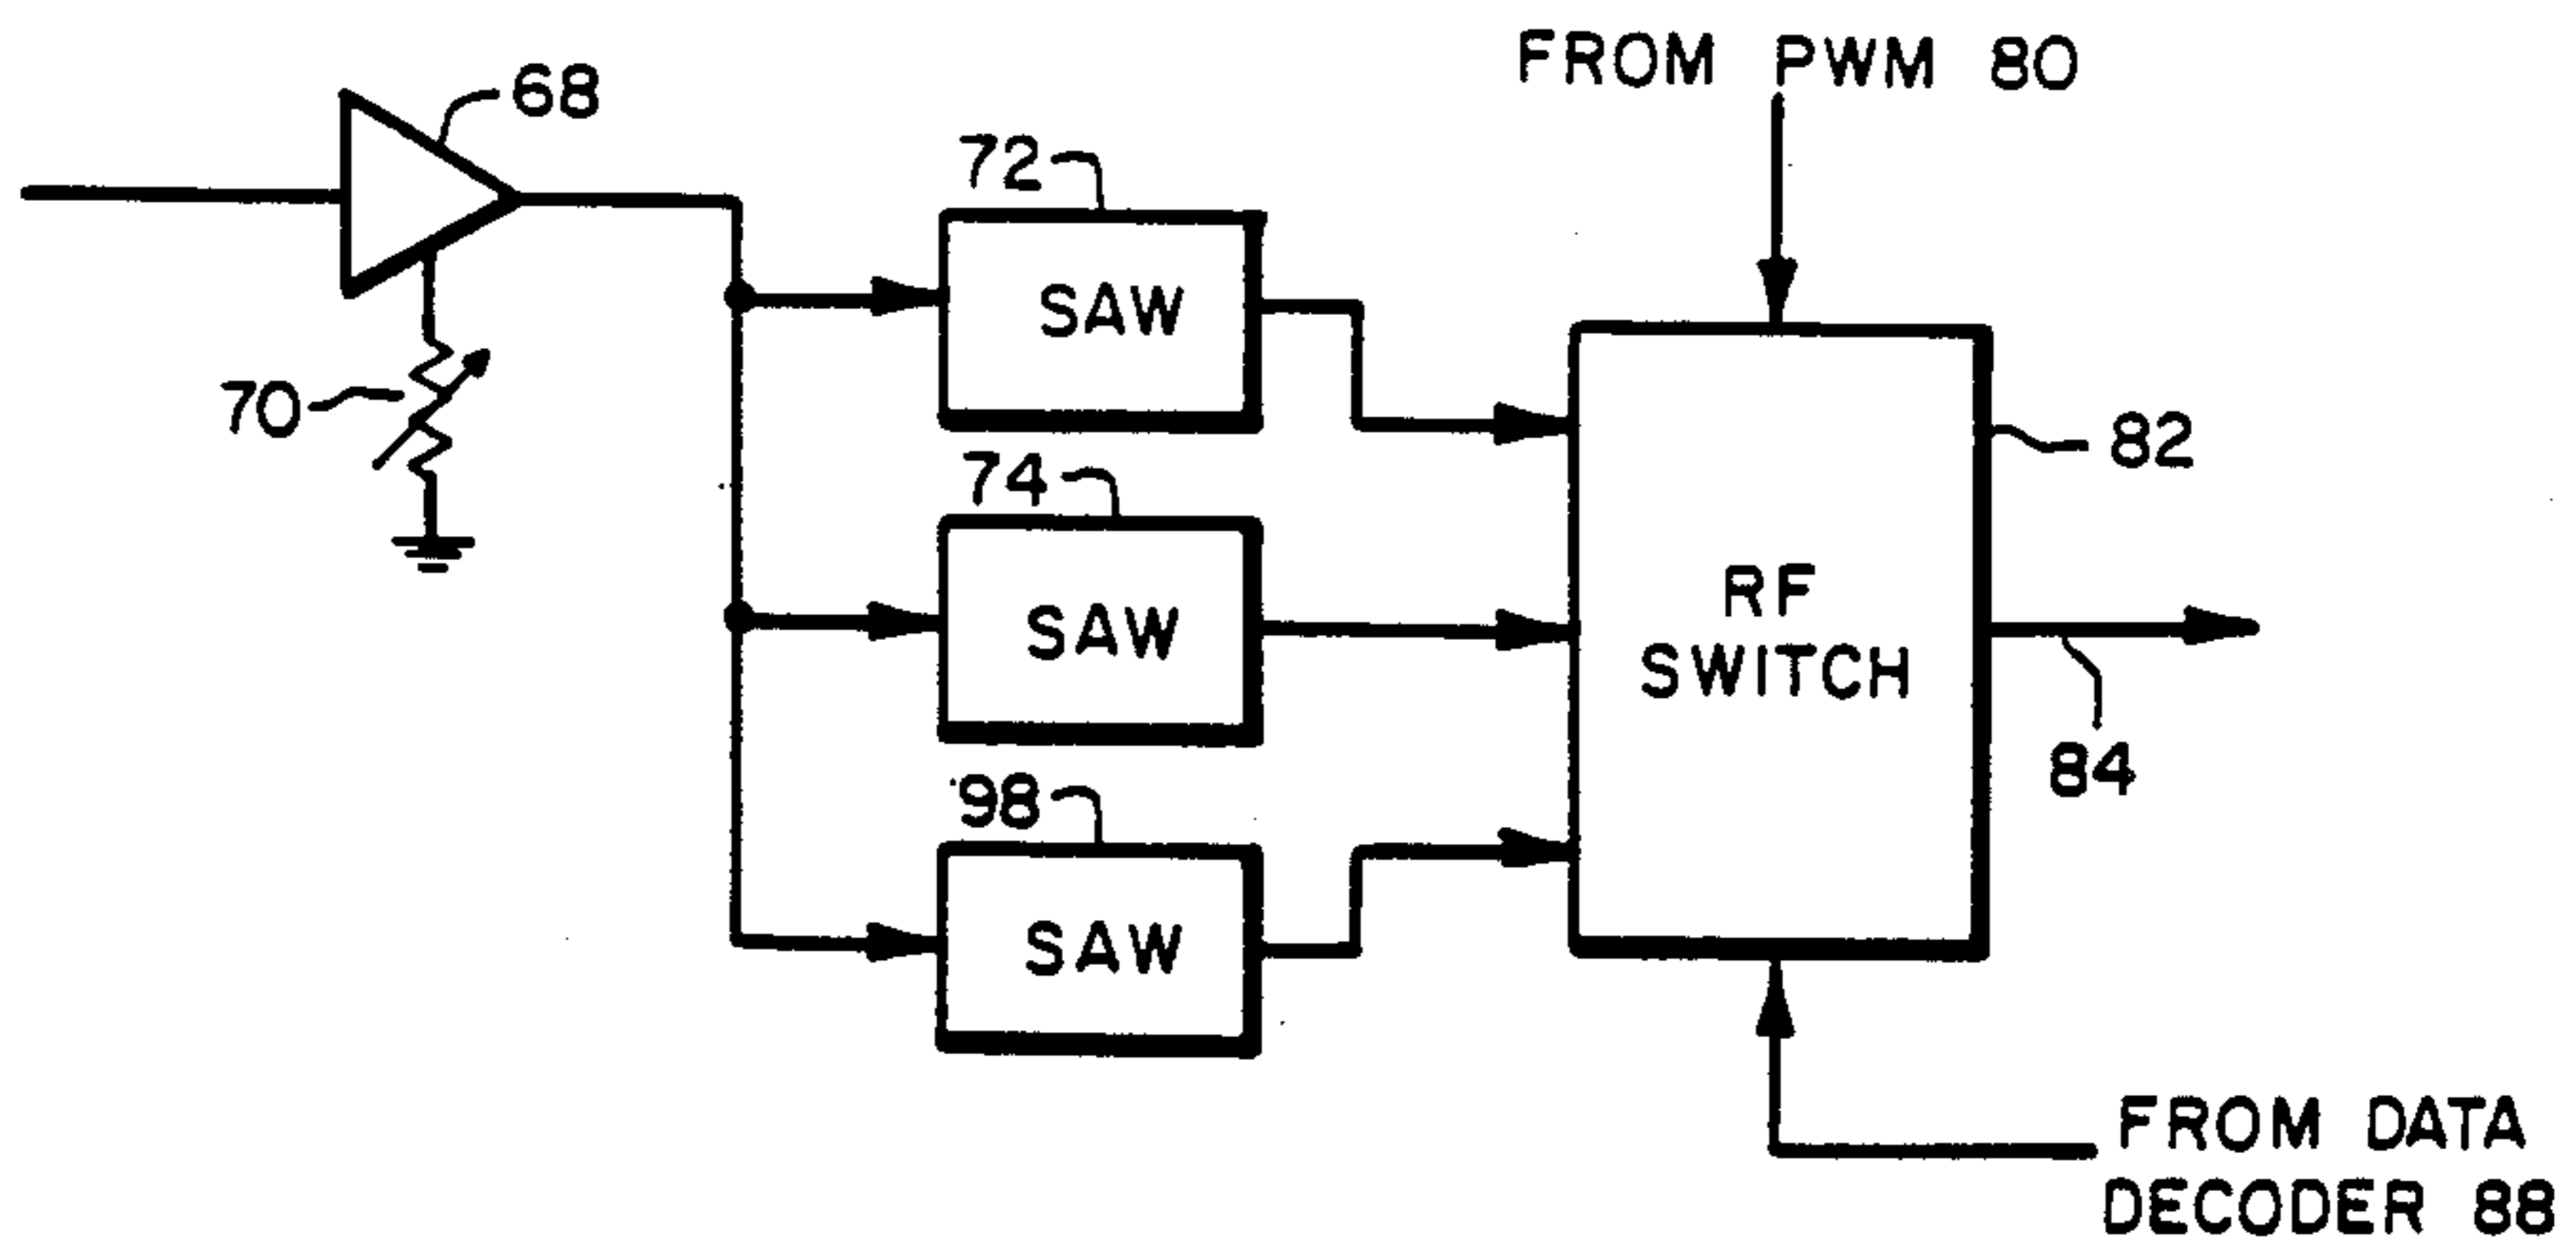 FROM PWM 80
68
72
SAW
70
82
74
RF
SWITCH
SAW
84
98
SAW
FROM DATA
DECODER 88